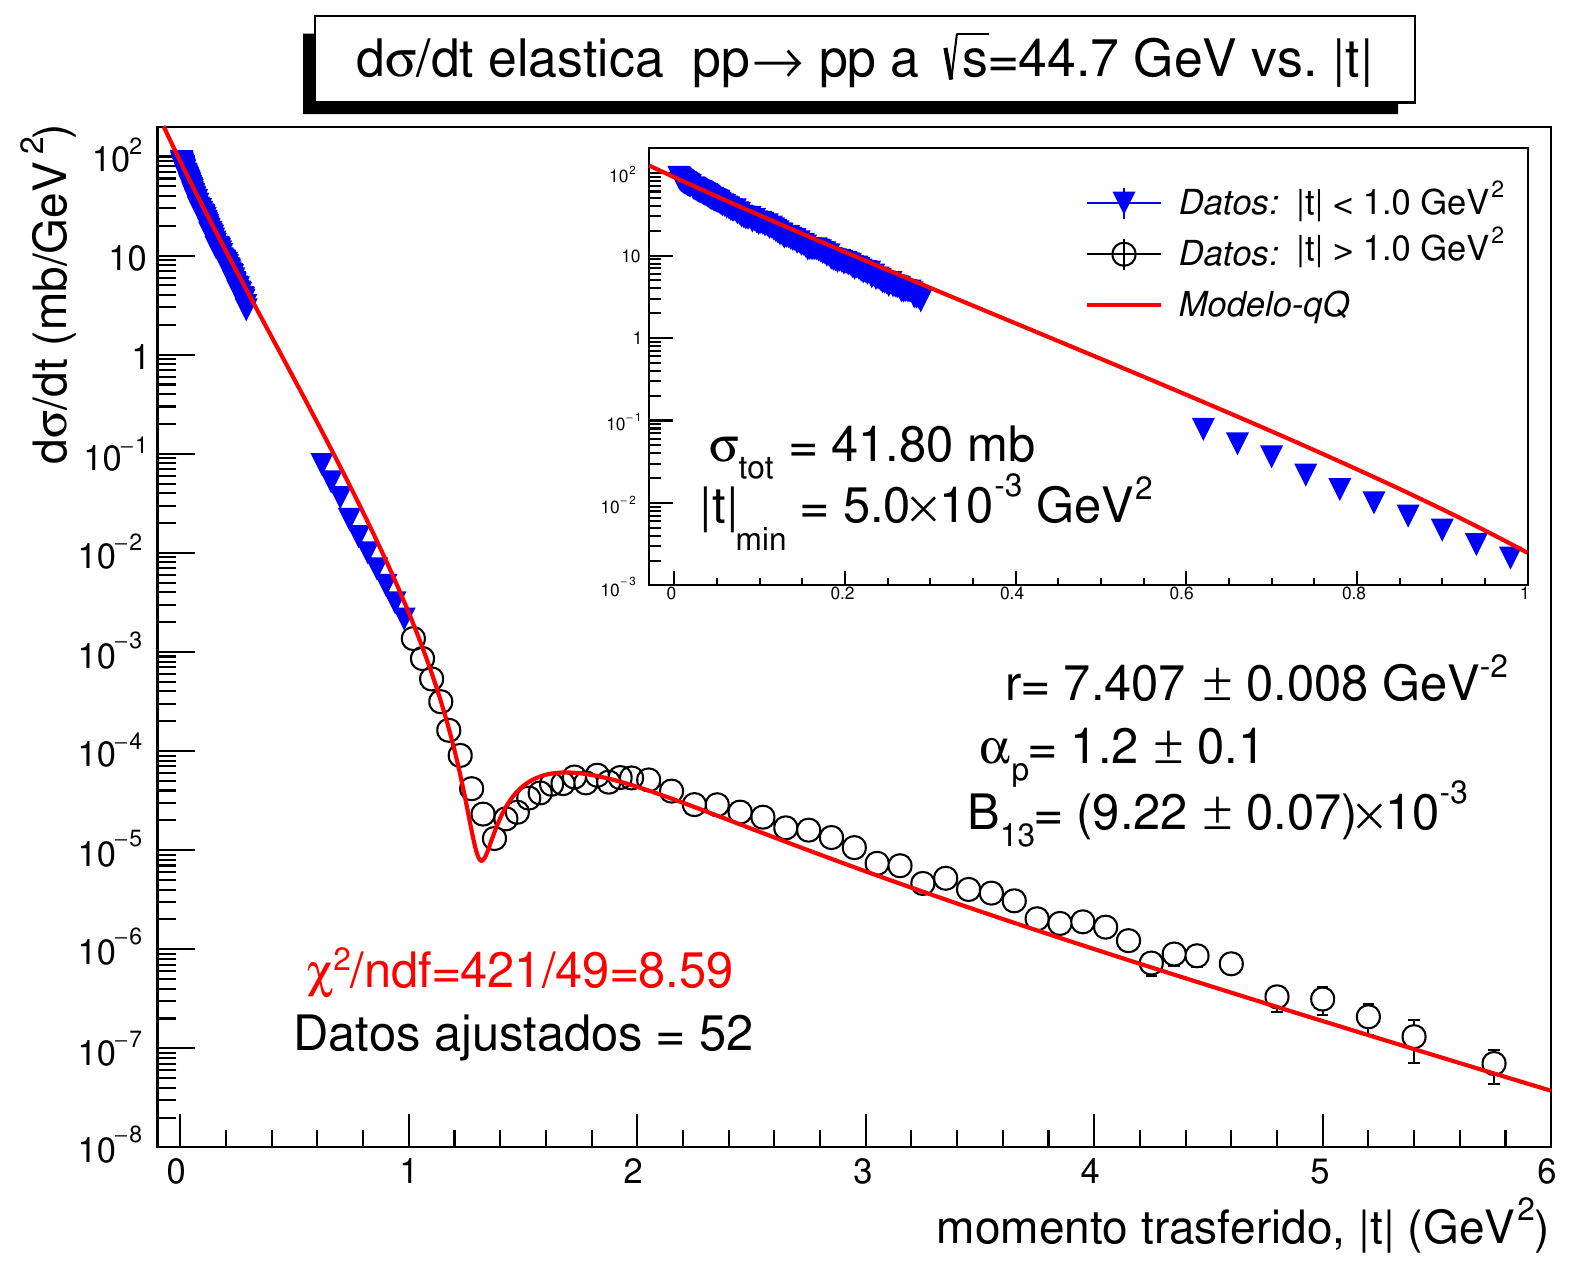 dσ/dt elastica pp→ pp a √s=44.7 GeV vs. |t|
dσ/dt (mb/GeV²)
10²
10
1
10⁻¹
10⁻²
10⁻³
10⁻⁴
10⁻⁵
10⁻⁶
10⁻⁷
10⁻⁸
10²
10
1
10⁻¹
10⁻²
10⁻³
0 0.2 0.4 0.6 0.8 1
Datos: |t| < 1.0 GeV²
Datos: |t| > 1.0 GeV²
Modelo-qQ
σ_tot = 41.80 mb
|t|_min = 5.0×10⁻³ GeV²
r= 7.407 ± 0.008 GeV⁻²
α_p= 1.2 ± 0.1
B₁₃= (9.22 ± 0.07)×10⁻³
χ²/ndf=421/49=8.59
Datos ajustados = 52
0 1 2 3 4 5 6
momento trasferido, |t| (GeV²)